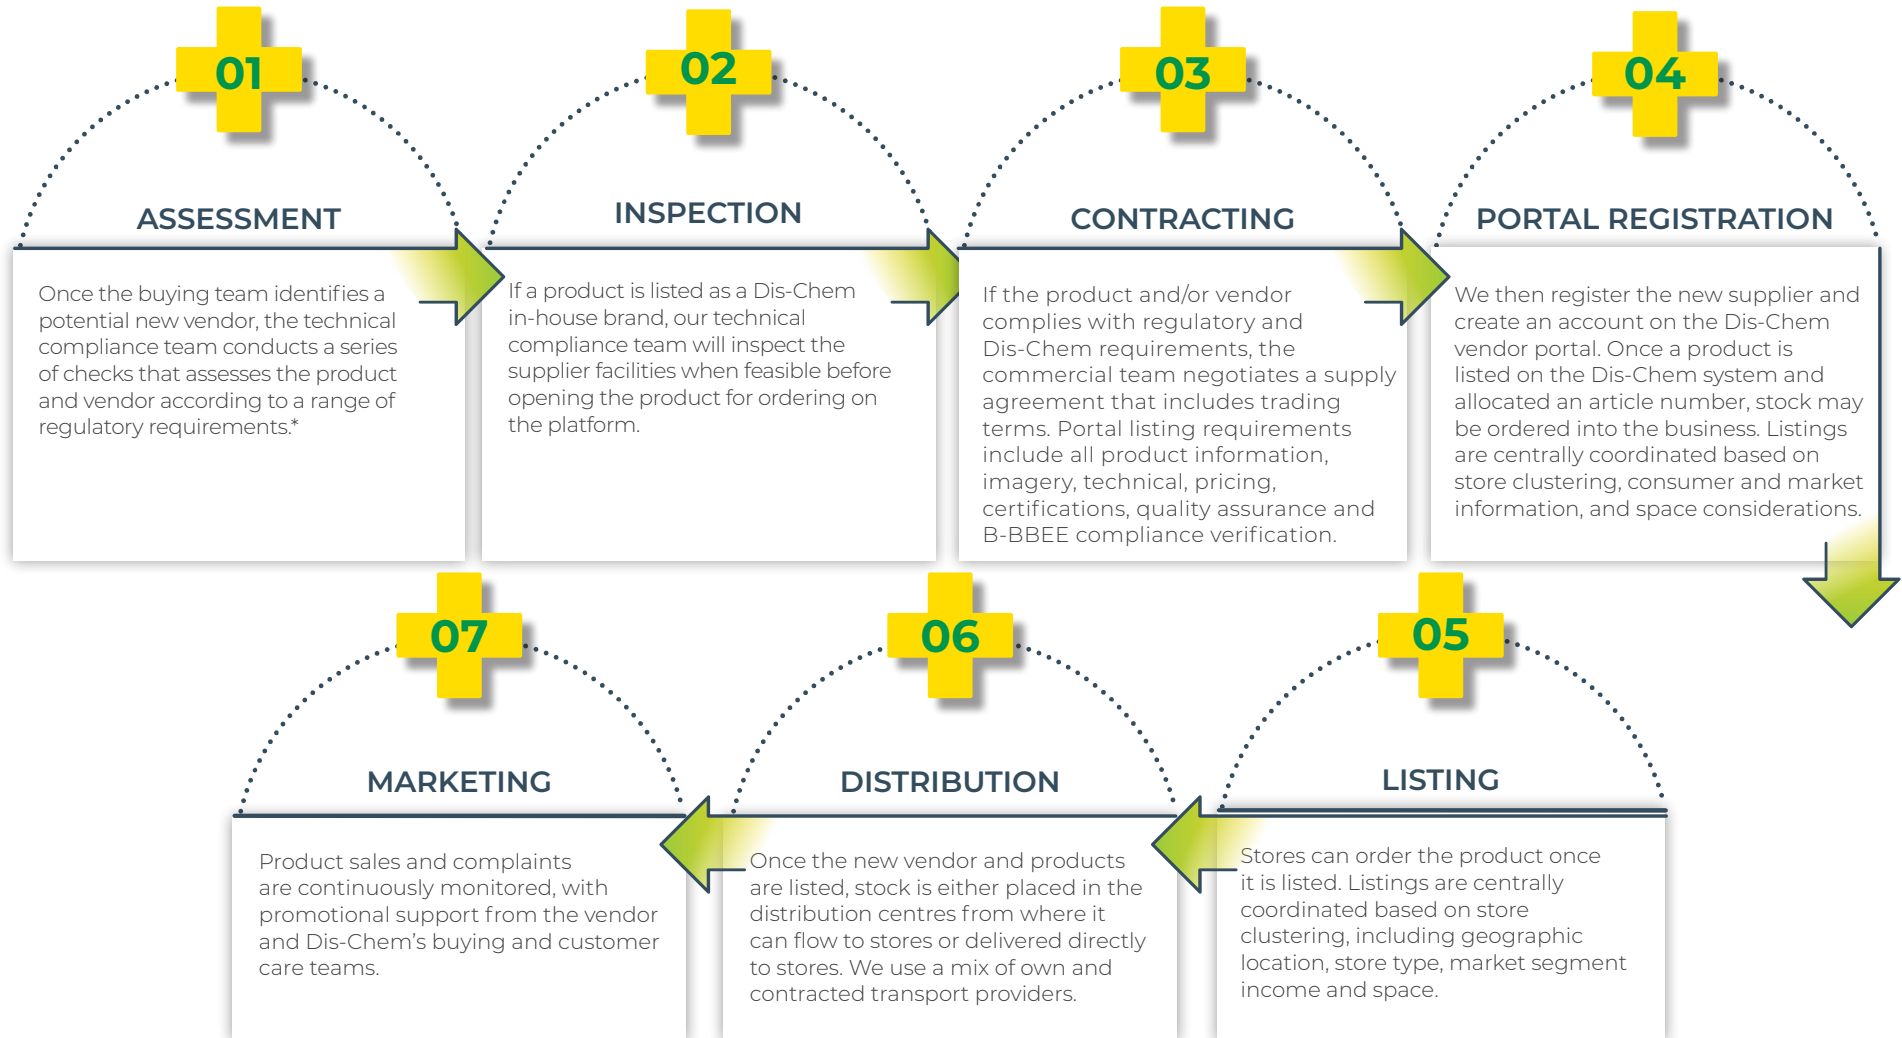 01
ASSESSMENT
Once the buying team identifies a
potential new vendor, the technical
compliance team conducts a series
of checks that assesses the product
and vendor according to a range of
regulatory requirements.*
02
INSPECTION
If a product is listed as a Dis-Chem
in-house brand, our technical
compliance team will inspect the
supplier facilities when feasible before
opening the product for ordering on
the platform.
03
CONTRACTING
If the product and/or vendor
complies with regulatory and
Dis-Chem requirements, the
commercial team negotiates a supply
agreement that includes trading
terms. Portal listing requirements
include all product information,
imagery, technical, pricing,
certifications, quality assurance and
B-BBEE compliance verification.
04
PORTAL REGISTRATION
We then register the new supplier and
create an account on the Dis-Chem
vendor portal. Once a product is
listed on the Dis-Chem system and
allocated an article number, stock may
be ordered into the business. Listings
are centrally coordinated based on
store clustering, consumer and market
information, and space considerations.
05
LISTING
Stores can order the product once
it is listed. Listings are centrally
coordinated based on store
clustering, including geographic
location, store type, market segment
income and space.
06
DISTRIBUTION
Once the new vendor and products
are listed, stock is either placed in the
distribution centres from where it
can flow to stores or delivered directly
to stores. We use a mix of own and
contracted transport providers.
07
MARKETING
Product sales and complaints
are continuously monitored, with
promotional support from the vendor
and Dis-Chem's buying and customer
care teams.